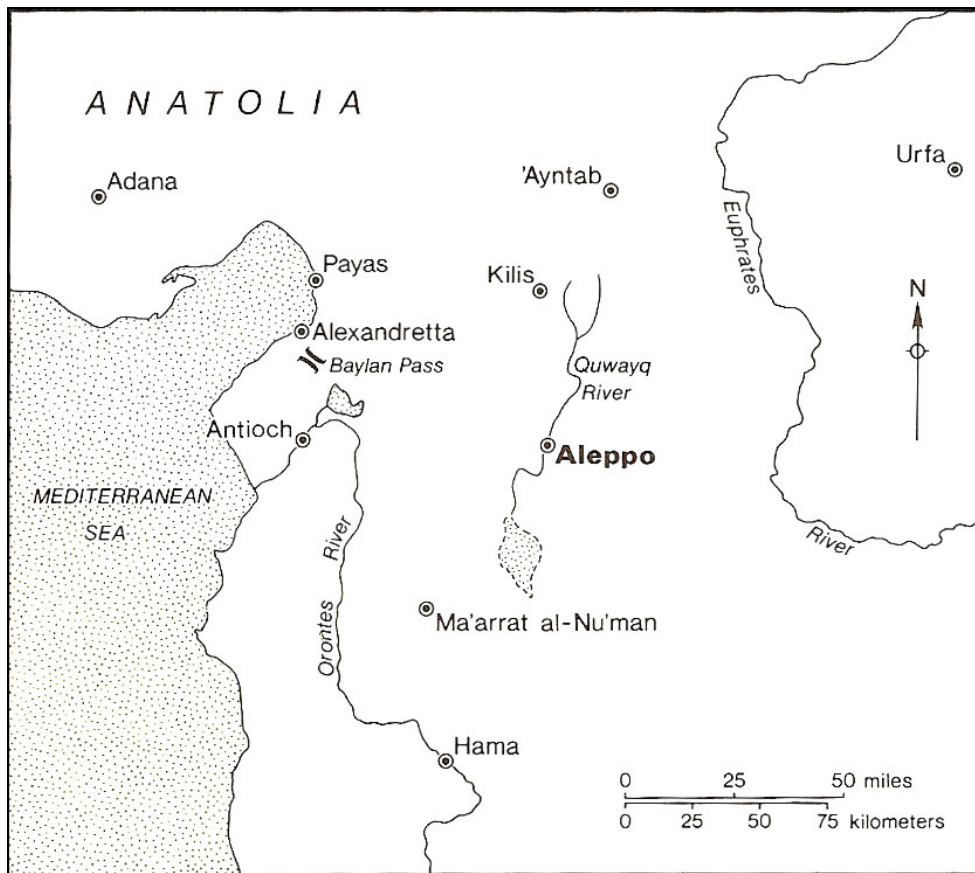 ANATOLIA
Urfa
Adana
'Ayntab
Euphrates
Payas
Kilis
N
Alexandretta
Baylan Pass
Quwayq
River
Antioch
Aleppo
MEDITERRANEAN
SEA
River
River
Orontes
Ma'arrat al-Nu'man
Hama
0 25 50 miles
0 25 50 75 kilometers